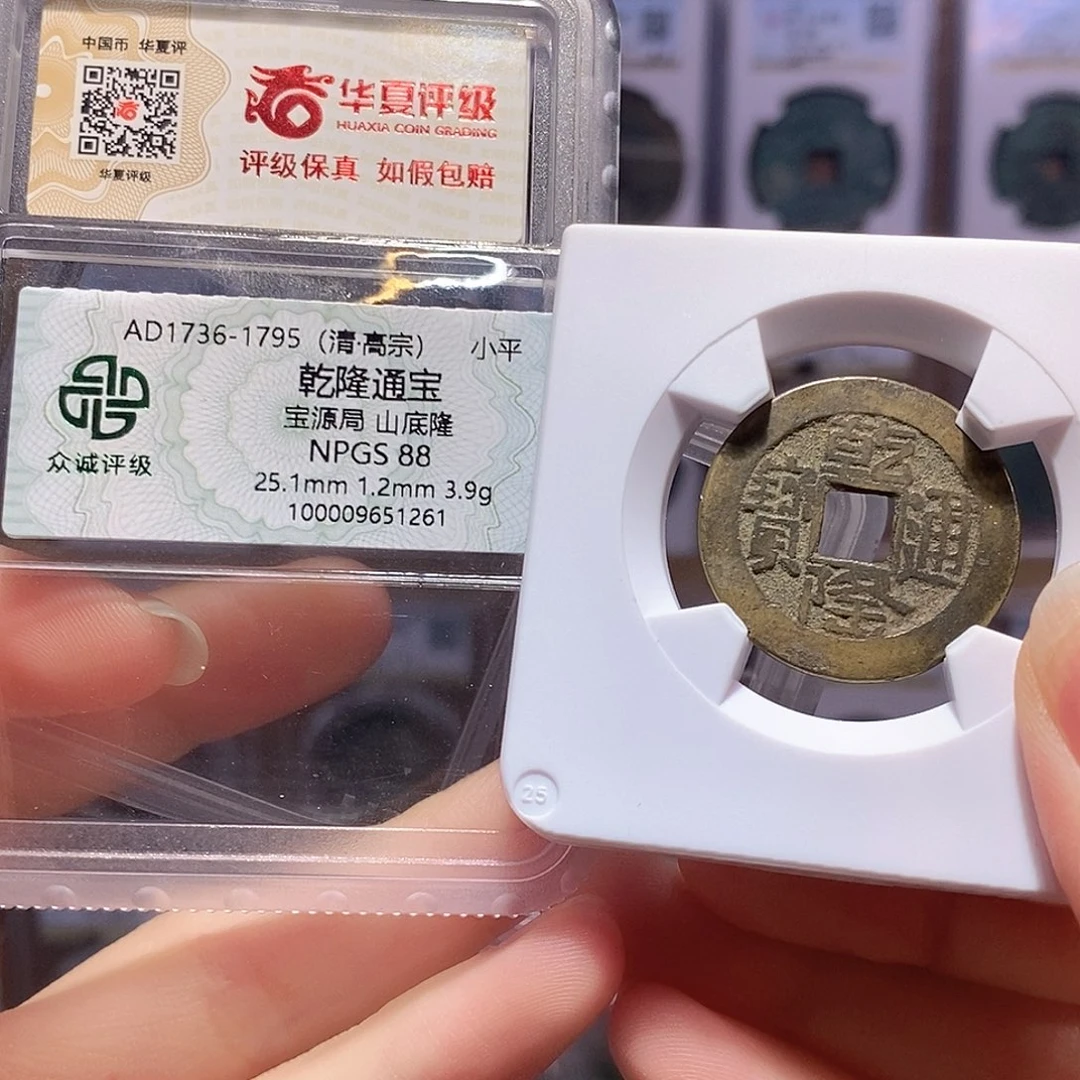 中国币 华夏评
华夏评级
华夏评级
HUAXIA COIN GRADING
评级保真 如假包赔
AD1736-1795（清·高宗） 小平
乾隆通宝
宝源局 山底隆
NPGS 88
25.1mm 1.2mm 3.9g
100009651261
众诚评级
乾隆通寶
25